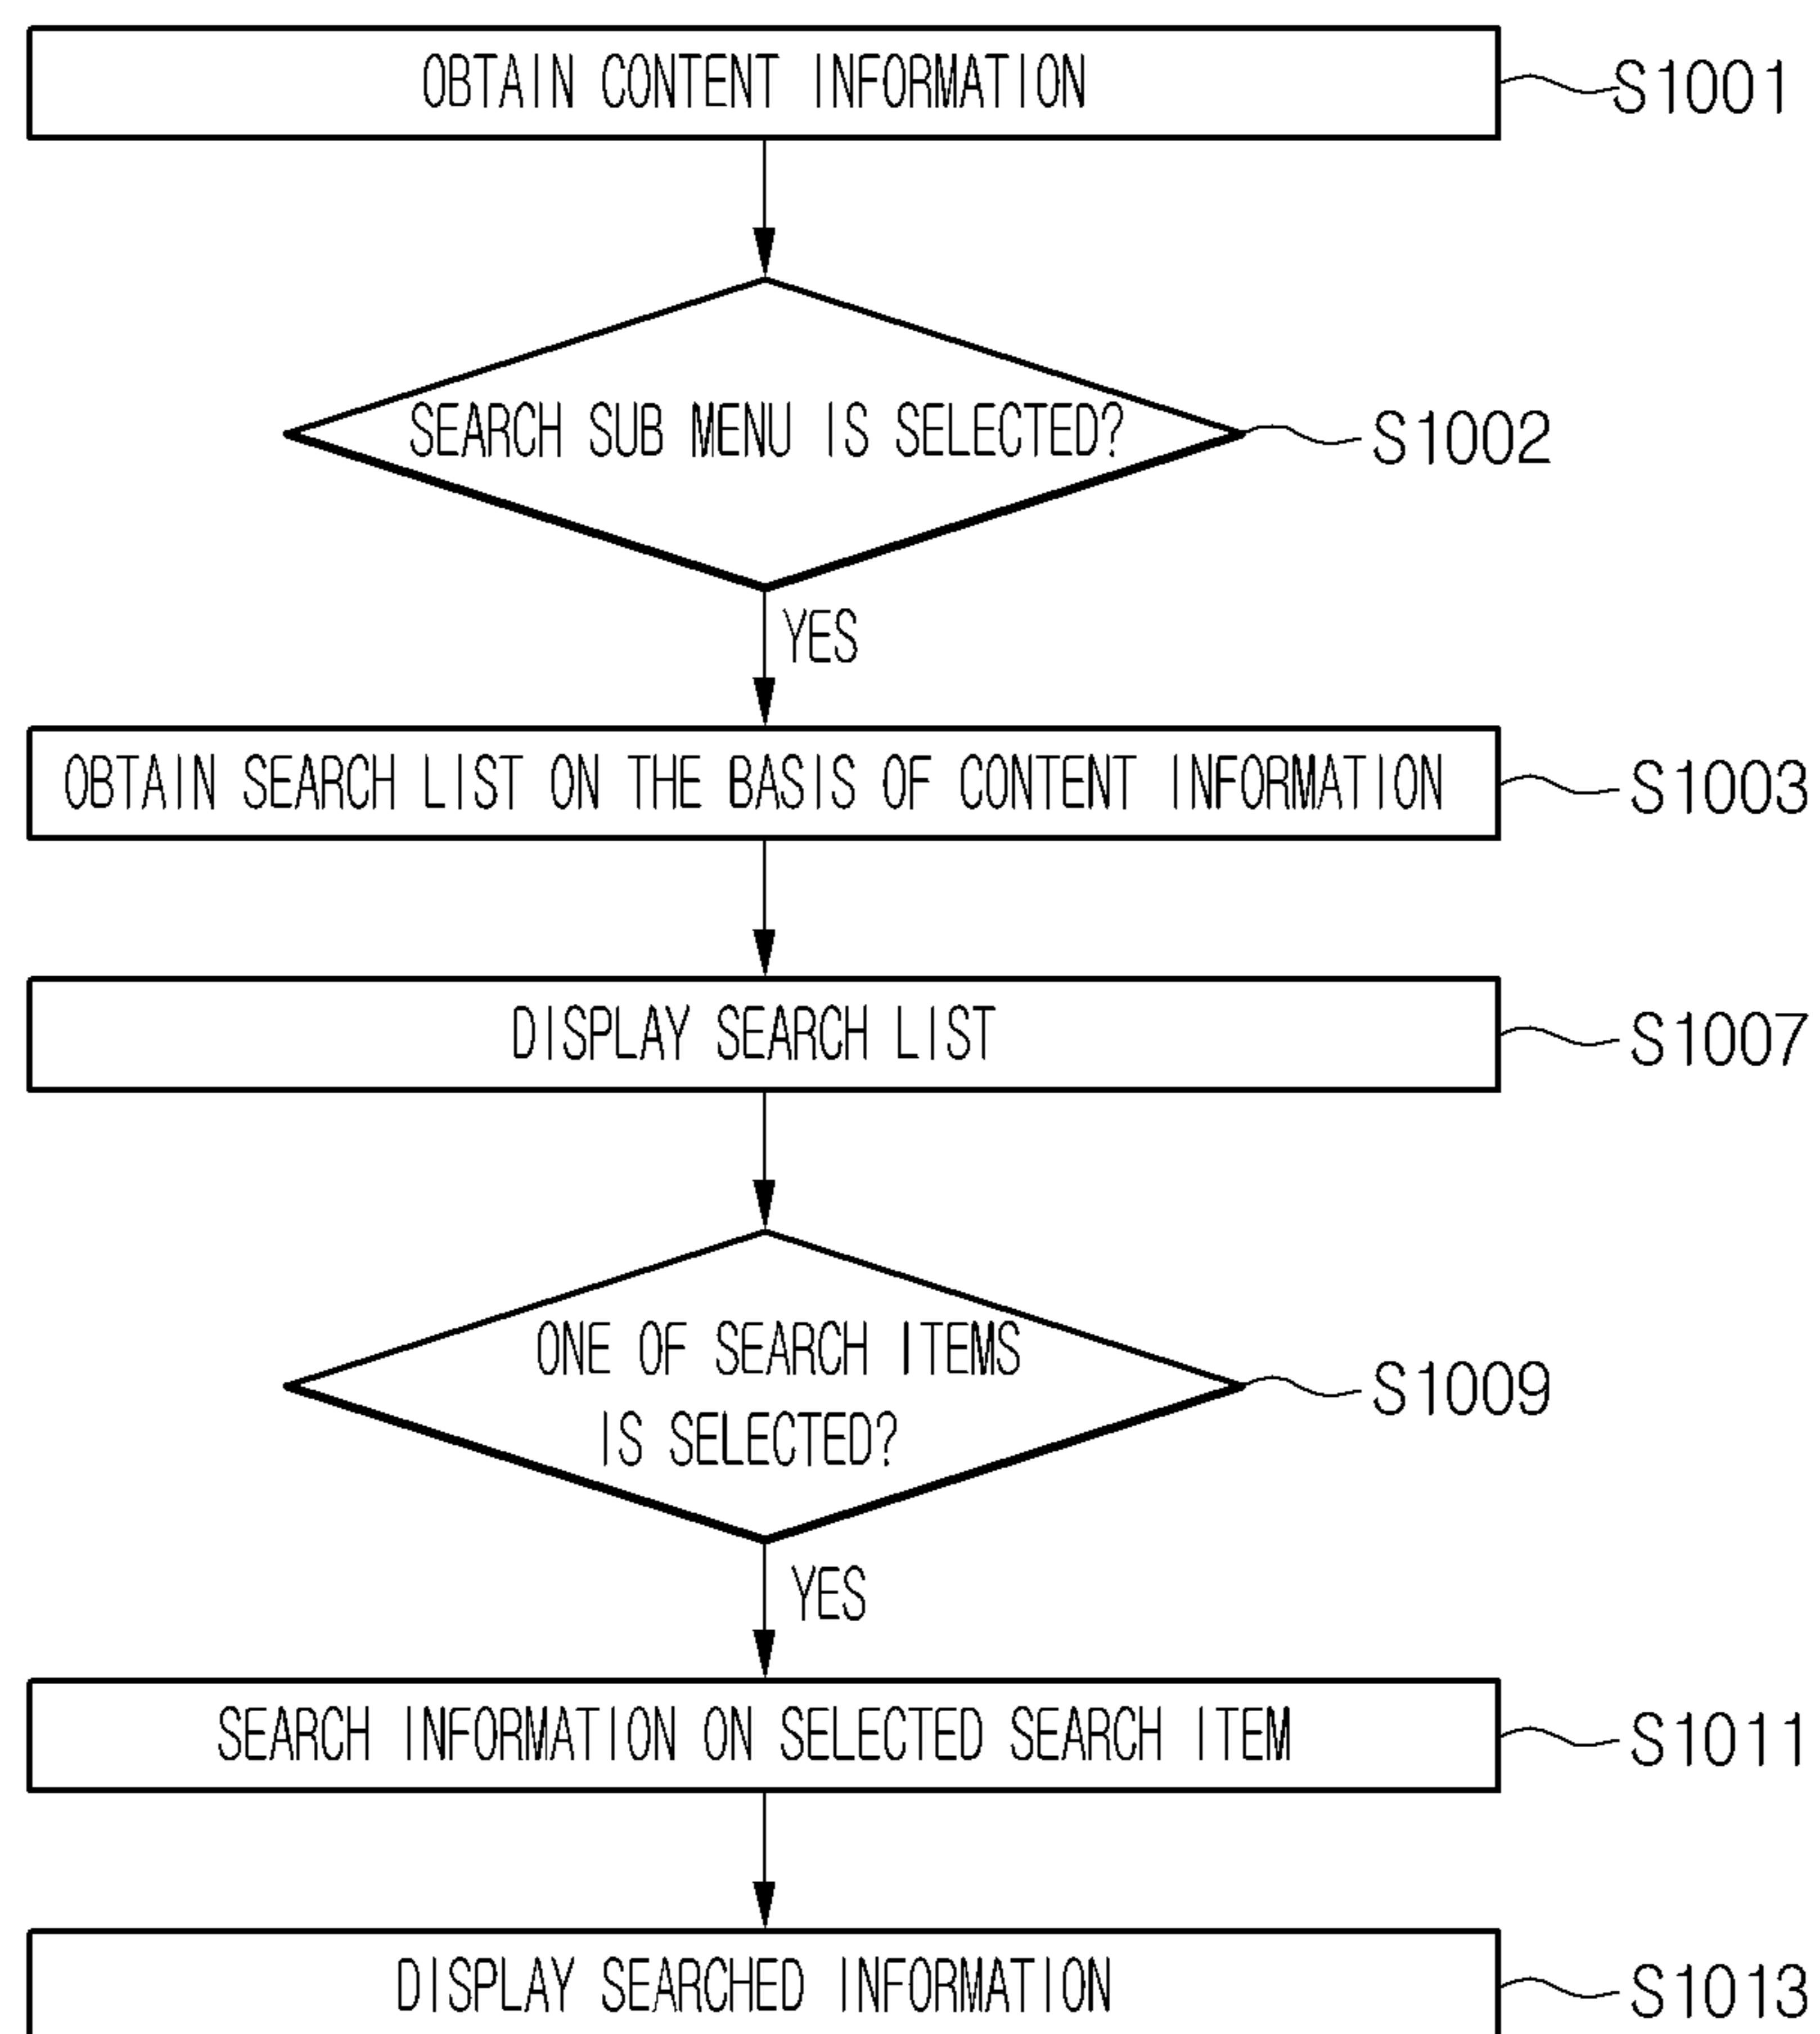 OBTAIN CONTENT INFORMATION
S1001
SEARCH SUB MENU IS SELECTED?
S1002
YES
OBTAIN SEARCH LIST ON THE BASIS OF CONTENT INFORMATION
S1003
DISPLAY SEARCH LIST
S1007
ONE OF SEARCH ITEMS
IS SELECTED?
S1009
YES
SEARCH INFORMATION ON SELECTED SEARCH ITEM
S1011
DISPLAY SEARCHED INFORMATION
S1013